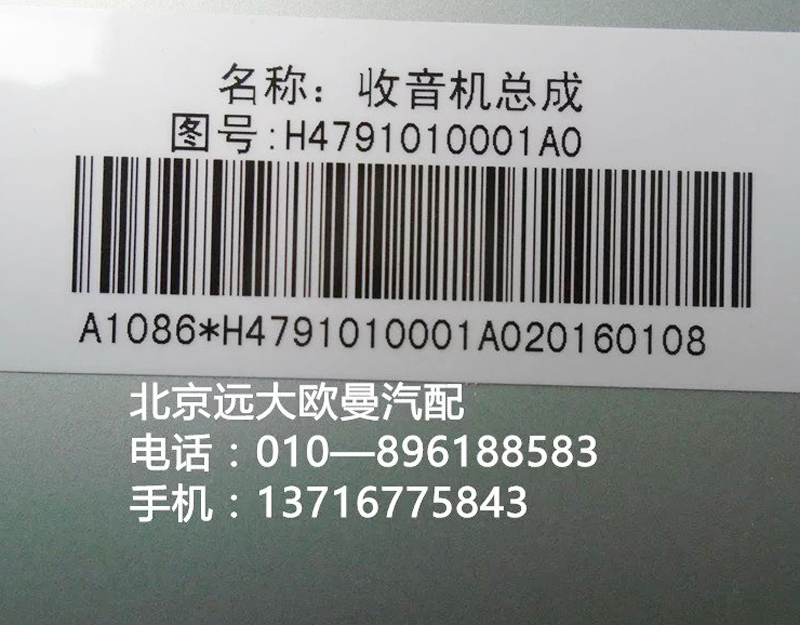 名称：收音机总成
图号:H4791010001A0
A1086*H4791010001A020160108
北京远大欧曼汽配
电话：010—896188583
手机：13716775843